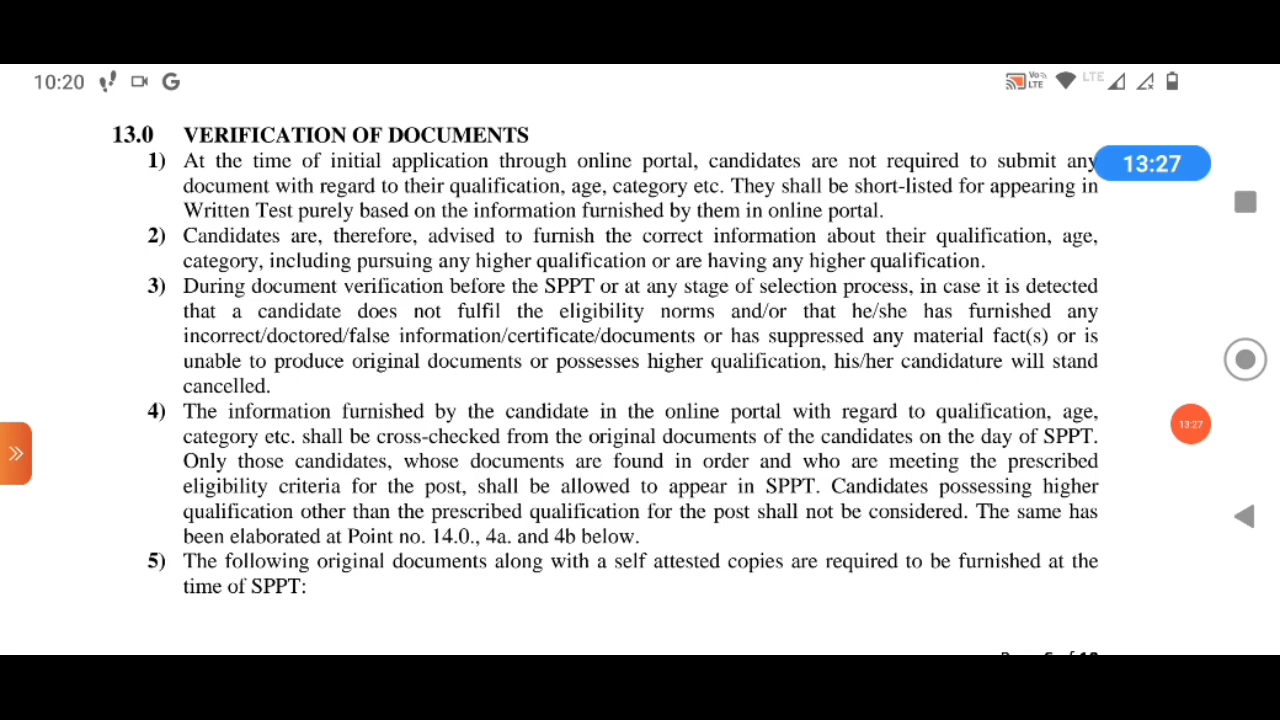 10:20 G Vo LTE LTE
13.0 VERIFICATION OF DOCUMENTS
1) At the time of initial application through online portal, candidates are not required to submit any
13:27
document with regard to their qualification, age, category etc. They shall be short-listed for appearing in
Written Test purely based on the information furnished by them in online portal.
2) Candidates are, therefore, advised to furnish the correct information about their qualification, age,
category, including pursuing any higher qualification or are having any higher qualification.
3) During document verification before the SPPT or at any stage of selection process, in case it is detected
that a candidate does not fulfil the eligibility norms and/or that he/she has furnished any
incorrect/doctored/false information/certificate/documents or has suppressed any material fact(s) or is
unable to produce original documents or possesses higher qualification, his/her candidature will stand
cancelled.
4) The information furnished by the candidate in the online portal with regard to qualification, age,
13:27
category etc. shall be cross-checked from the original documents of the candidates on the day of SPPT.
Only those candidates, whose documents are found in order and who are meeting the prescribed
eligibility criteria for the post, shall be allowed to appear in SPPT. Candidates possessing higher
qualification other than the prescribed qualification for the post shall not be considered. The same has
been elaborated at Point no. 14.0., 4a. and 4b below.
5) The following original documents along with a self attested copies are required to be furnished at the
time of SPPT: